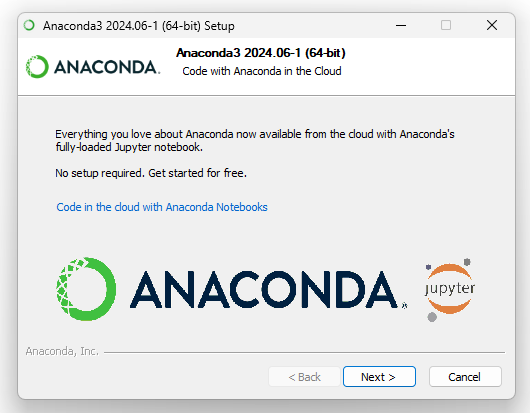 Anaconda3 2024.06-1 (64-bit) Setup
Anaconda3 2024.06-1 (64-bit)
Code with Anaconda in the Cloud
ANACONDA.
Everything you love about Anaconda now available from the cloud with Anaconda's
fully-loaded Jupyter notebook.
No setup required. Get started for free.
Code in the cloud with Anaconda Notebooks
ANACONDA®
jupyter
Anaconda, Inc.
< Back
Next >
Cancel